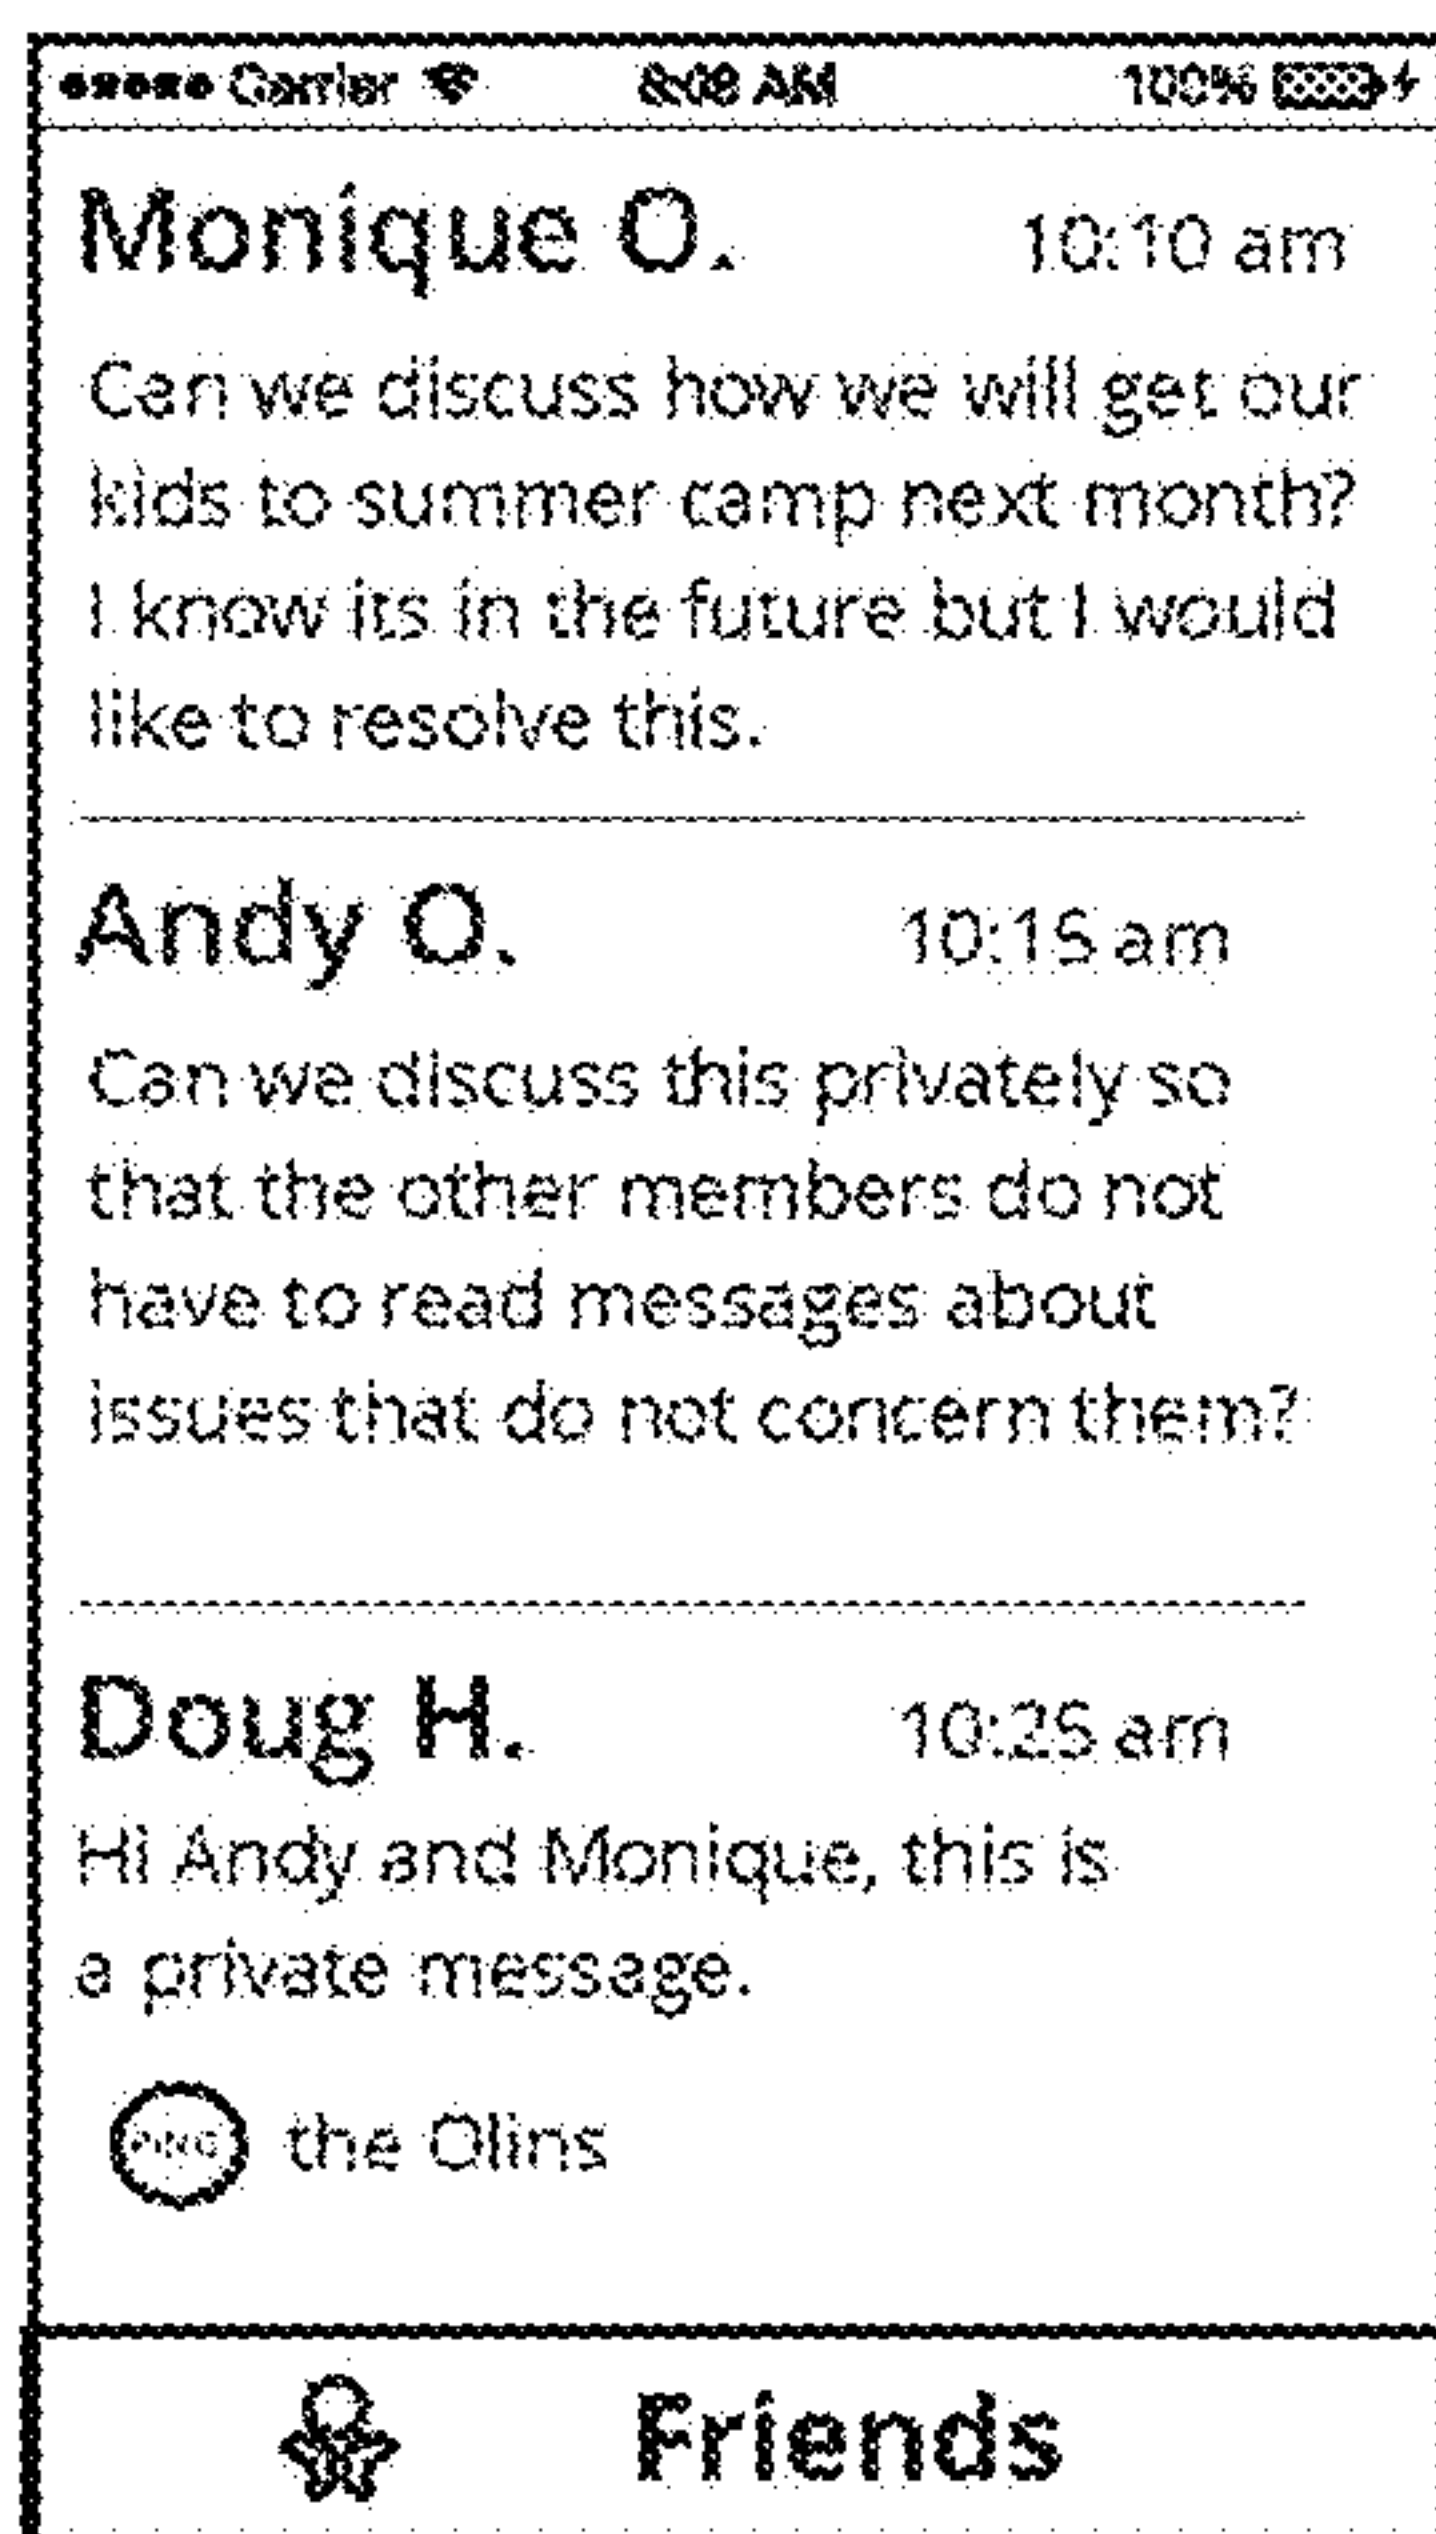 Carrier 8:08 AM 100%
Monique O. 10:10 am
Can we discuss how we will get our
kids to summer camp next month?
I know its in the future but I would
like to resolve this.
Andy O. 10:15 am
Can we discuss this privately so
that the other members do not
have to read messages about
issues that do not concern them?
Doug H. 10:25 am
Hi Andy and Monique, this is
a private message.
PING the Olins
Friends